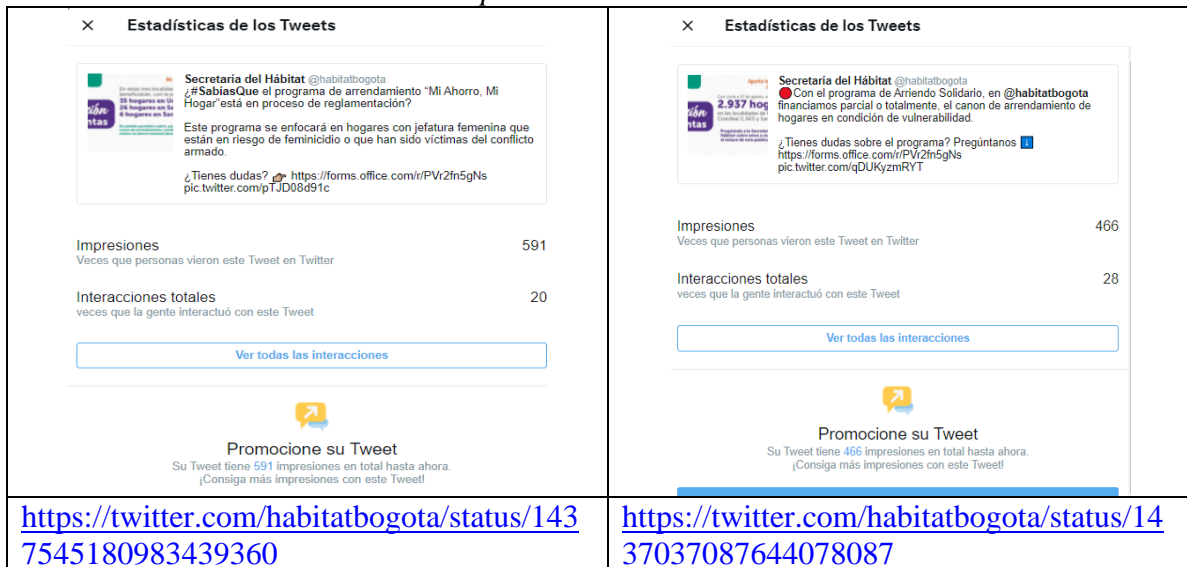 × Estadísticas de los Tweets
Secretaría del Hábitat @habitatbogota
¿#SabíasQue el programa de arrendamiento “Mi Ahorro, Mi
Hogar”está en proceso de reglamentación?
Este programa se enfocará en hogares con jefatura femenina que
están en riesgo de feminicidio o que han sido víctimas del conflicto
armado.
¿Tienes dudas? 👉🏽 https://forms.office.com/r/PVr2fn5gNs
pic.twitter.com/pTJD08d91c
Impresiones 591
Veces que personas vieron este Tweet en Twitter
Interacciones totales 20
veces que la gente interactuó con este Tweet
Ver todas las interacciones
Promocione su Tweet
Su Tweet tiene 591 impresiones en total hasta ahora.
¡Consiga más impresiones con este Tweet!
https://twitter.com/habitatbogota/status/143
7545180983439360
× Estadísticas de los Tweets
2.937 hog
Secretaría del Hábitat @habitatbogota
🔴Con el programa de Arriendo Solidario, en @habitatbogota
financiamos parcial o totalmente, el canon de arrendamiento de
hogares en condición de vulnerabilidad.
¿Tienes dudas sobre el programa? Pregúntanos ⬇️
https://forms.office.com/r/PVr2fn5gNs
pic.twitter.com/qDUKyzmRYT
Impresiones 466
Veces que personas vieron este Tweet en Twitter
Interacciones totales 28
veces que la gente interactuó con este Tweet
Ver todas las interacciones
Promocione su Tweet
Su Tweet tiene 466 impresiones en total hasta ahora.
¡Consiga más impresiones con este Tweet!
https://twitter.com/habitatbogota/status/14
37037087644078087